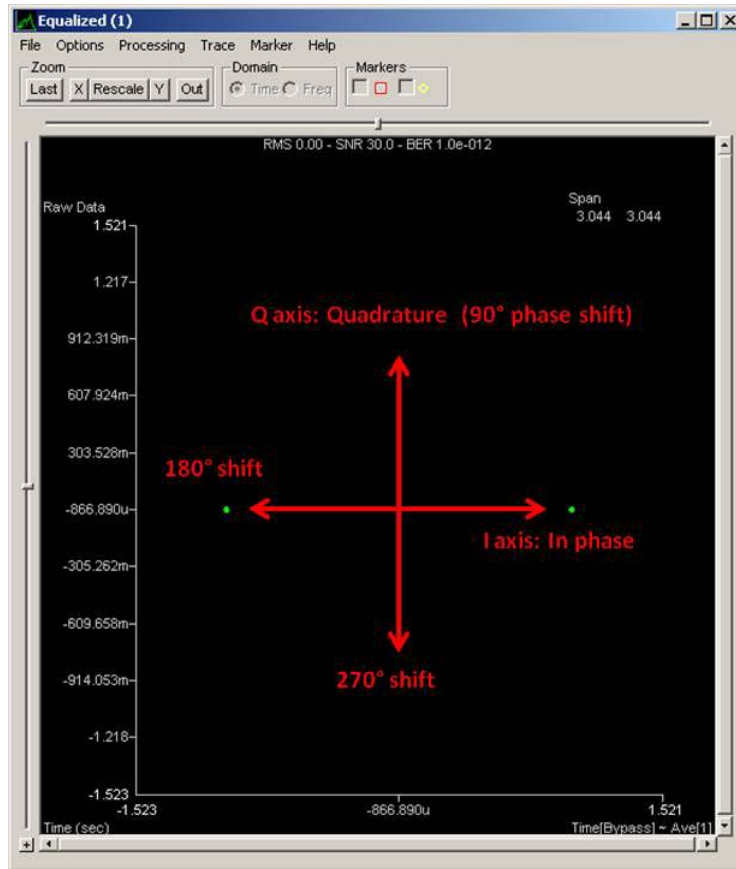 Equalized (1)
File Options Processing Trace Marker Help
Zoom Domain Markers
Last X Rescale Y Out Time Freq
RMS 0.00 - SNR 30.0 - BER 1.0e-012
Span
3.044 3.044
Raw Data
1.521
1.217
Q axis: Quadrature (90° phase shift)
912.319m
607.924m
303.528m
180° shift
-866.890u
I axis: In phase
-305.262m
-609.658m
270° shift
-914.053m
-1.218
-1.523
-1.523 -866.890u 1.521
Time (sec) Time[Bypass] ~ Ave[1]